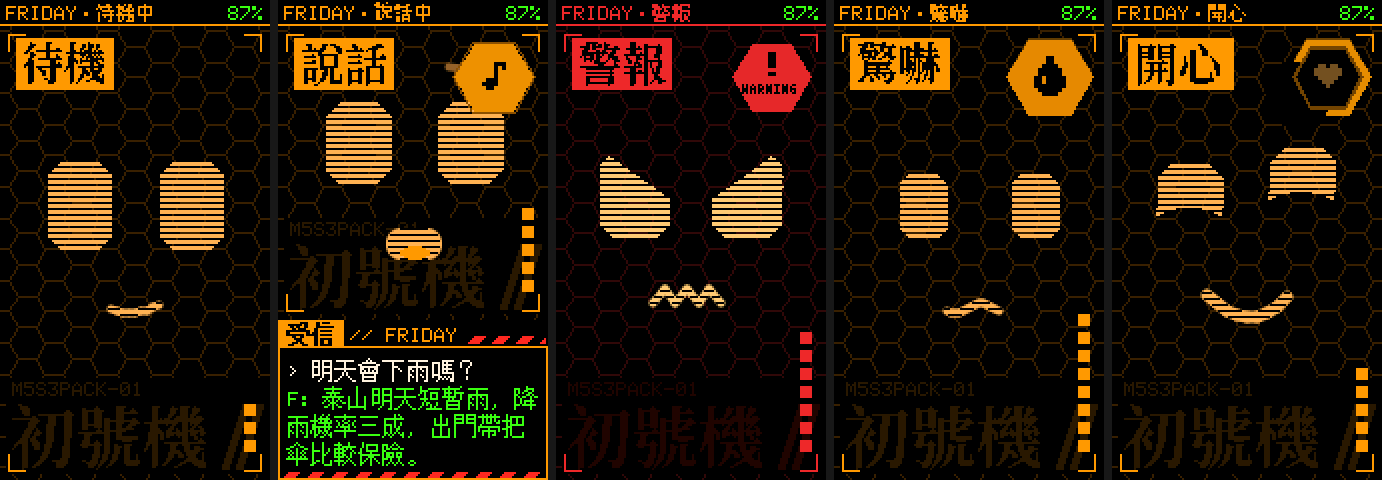 FRIDAY・待機中 87%
待機
M5S3PACK-01
初號機 //
FRIDAY・說話中 87%
說話
M5S3PACK
初號機 //
受信 // FRIDAY
› 明天會下雨嗎？
F: 泰山明天短暫雨, 降
雨機率三成, 出門帶把
傘比較保險。
FRIDAY・警報 87%
警報
!
WARNING
M5S3PACK-01
初號機 //
FRIDAY・驚嚇 87%
驚嚇
M5S3PACK-01
初號機 //
FRIDAY・開心 87%
開心
M5S3PACK-01
初號機 //